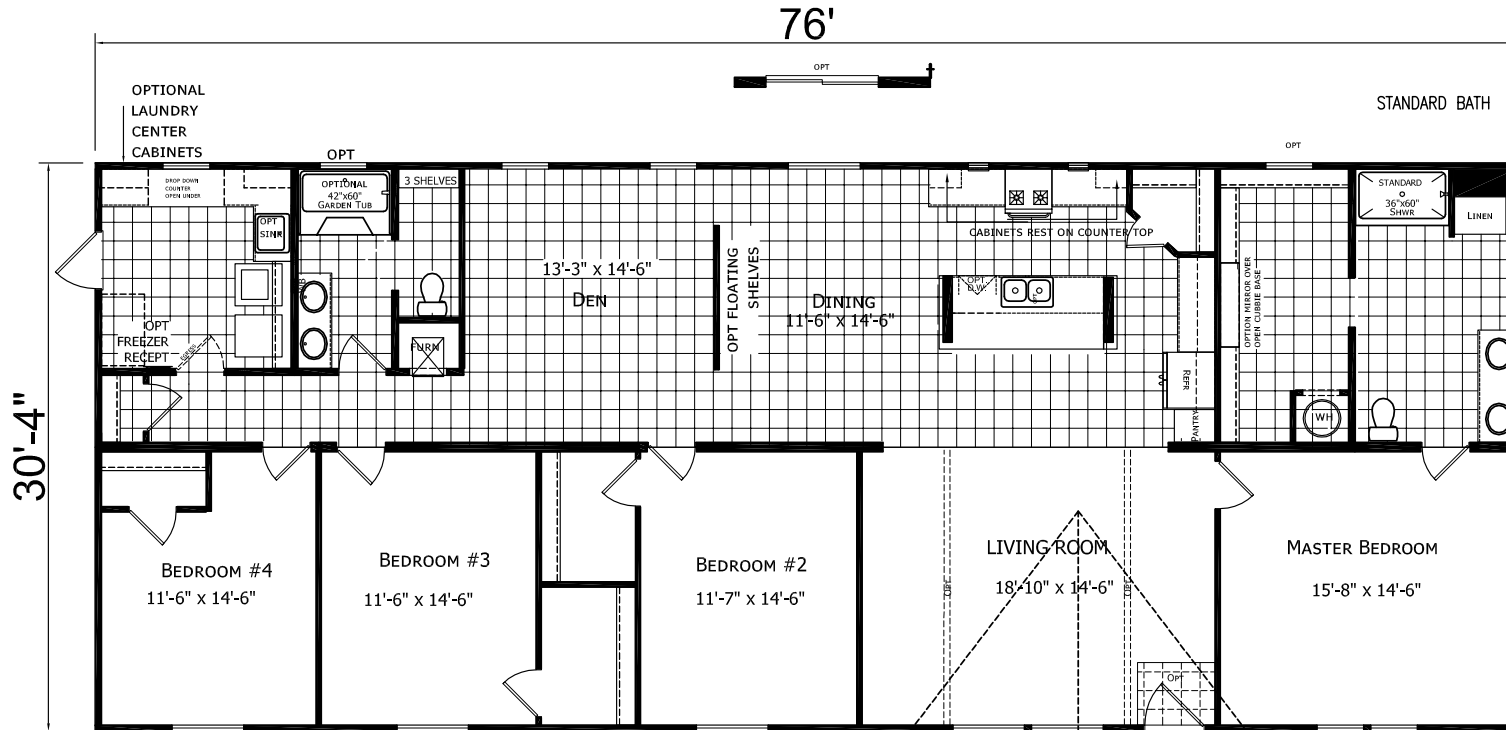 76'
OPT
STANDARD BATH
OPTIONAL
LAUNDRY
CENTER
CABINETS
OPT
OPT
DROP DOWN
COUNTER
OPEN UNDER
OPTIONAL
42"x60"
GARDEN TUB
3 SHELVES
STANDARD
36"x60"
SHWR
LINEN
OPT
SINK
CABINETS REST ON COUNTER TOP
13'-3" x 14'-6"
DEN
OPT FLOATING
SHELVES
DINING
11'-6" x 14'-6"
OPT
D.W.
OPT
OPTION MIRROR OVER
OPEN CUBBIE BASE
OPT
FREEZER
RECEPT
FURN
REFR
PANTRY
WH
30'-4"
BEDROOM #4
11'-6" x 14'-6"
BEDROOM #3
11'-6" x 14'-6"
BEDROOM #2
11'-7" x 14'-6"
LIVING ROOM
18'-10" x 14'-6"
OPT
OPT
MASTER BEDROOM
15'-8" x 14'-6"
OPT